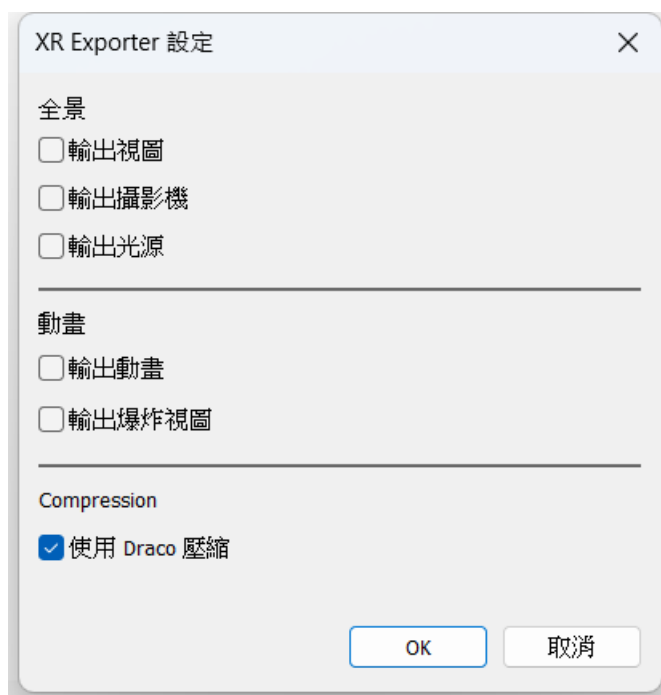 XR Exporter 設定
全景
輸出視圖
輸出攝影機
輸出光源
動畫
輸出動畫
輸出爆炸視圖
Compression
使用 Draco 壓縮
OK
取消